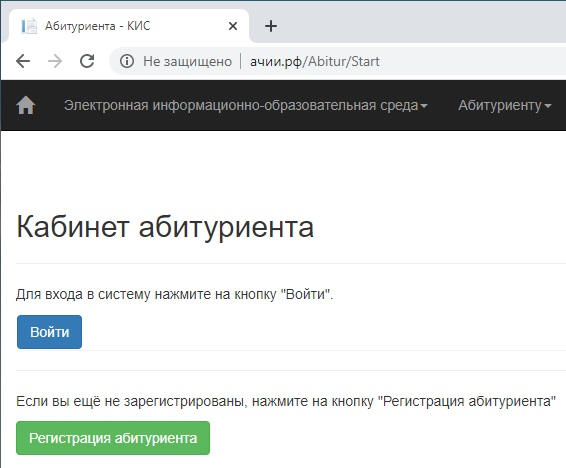 Абитуриента - КИС
Не защищено | ачии.рф/Abitur/Start
Электронная информационно-образовательная среда Абитуриенту
Кабинет абитуриента
Для входа в систему нажмите на кнопку "Войти".
Войти
Если вы ещё не зарегистрированы, нажмите на кнопку "Регистрация абитуриента"
Регистрация абитуриента